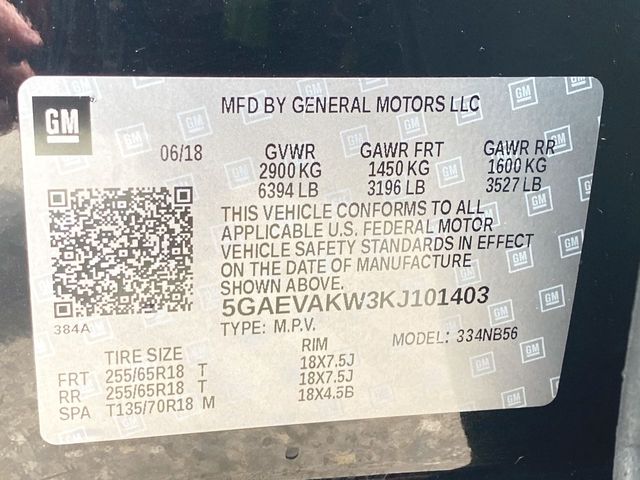 GM
MFD BY GENERAL MOTORS LLC
06/18 GVWR GAWR FRT GAWR RR
2900 KG 1450 KG 1600 KG
6394 LB 3196 LB 3527 LB
THIS VEHICLE CONFORMS TO ALL
APPLICABLE U.S. FEDERAL MOTOR
VEHICLE SAFETY STANDARDS IN EFFECT
ON THE DATE OF MANUFACTURE
SHOWN ABOVE.
5GAEVAKW3KJ101403
384A
TYPE: M.P.V. MODEL: 334NB56
TIRE SIZE RIM
FRT 255/65R18 T 18X7.5J
RR 255/65R18 T 18X7.5J
SPA T135/70R18 M 18X4.5B